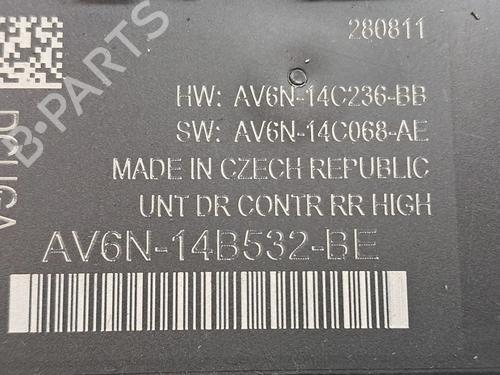 280811
HW: AV6N-14C236-BB
SW: AV6N-14C068-AE
MADE IN CZECH REPUBLIC
UNT DR CONTR RR HIGH
AV6N-14B532-BE
B-PARTS